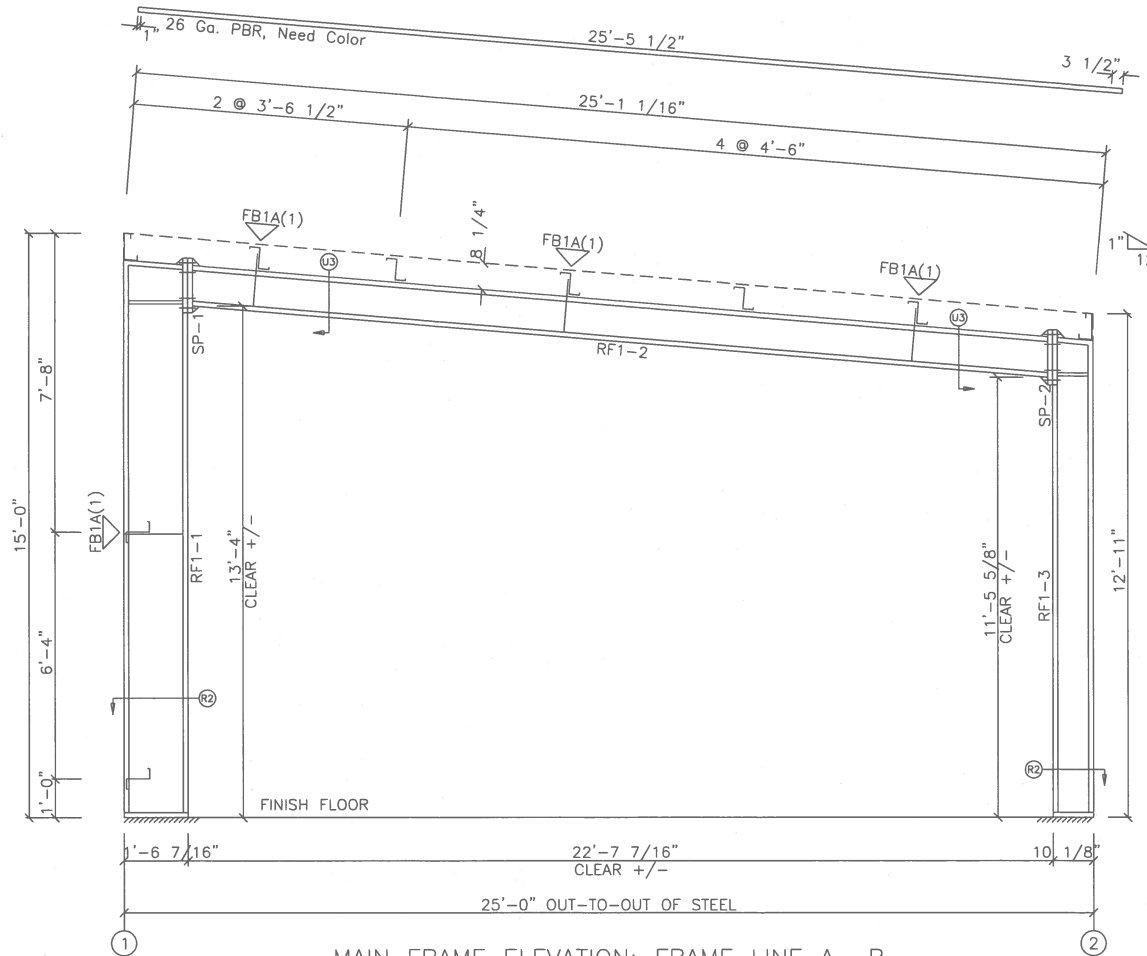 26 Ga. PBR, Need Color
1"
25'-5 1/2"
3 1/2"
25'-1 1/16"
2 @ 3'-6 1/2"
4 @ 4'-6"
FB1A(1)
8 1/4"
FB1A(1)
FB1A(1)
1"
U3
U3
SP-1
RF1-2
SP-2
7'-8"
15'-0"
FB1A(1)
RF1-1
13'-4"
CLEAR +/-
11'-5 5/8"
CLEAR +/-
RF1-3
12'-11"
6'-4"
R2
R2
1'-0"
FINISH FLOOR
1'-6 7/16"
22'-7 7/16"
CLEAR +/-
10 1/8"
25'-0" OUT-TO-OUT OF STEEL
1
2
MAIN FRAME ELEVATION: FRAME LINE A B